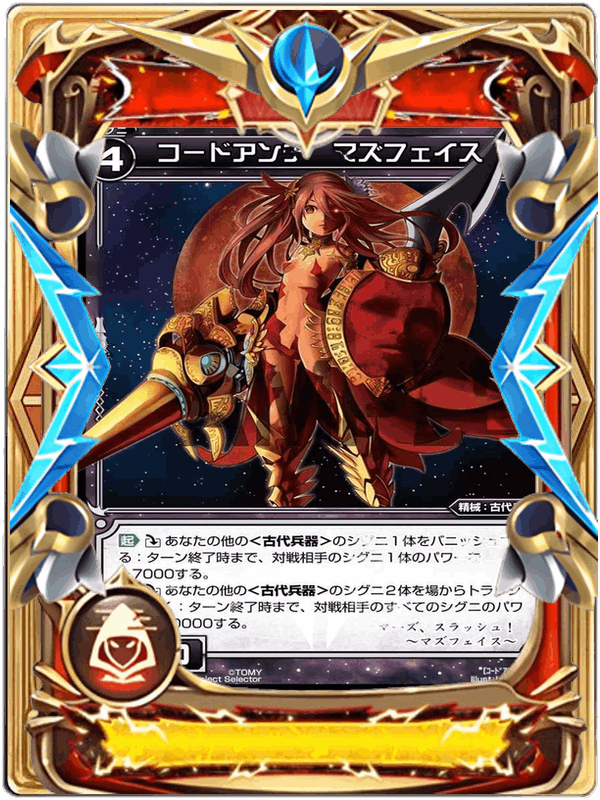 4
コードアン マズフェイス
精械：古代
起 あなたの他の＜古代兵器＞のシグニ１体をバニッシュ
る：ターン終了時まで、対戦相手のシグニ１体のパワー
7000する。
あなたの他の＜古代兵器＞のシグニ２体を場からトラ
：ターン終了時まで、対戦相手のすべてのシグニのパワ
0000する。
ズ、スラッシュ！
～マズフェイス～
0
©TOMY
ect Selector